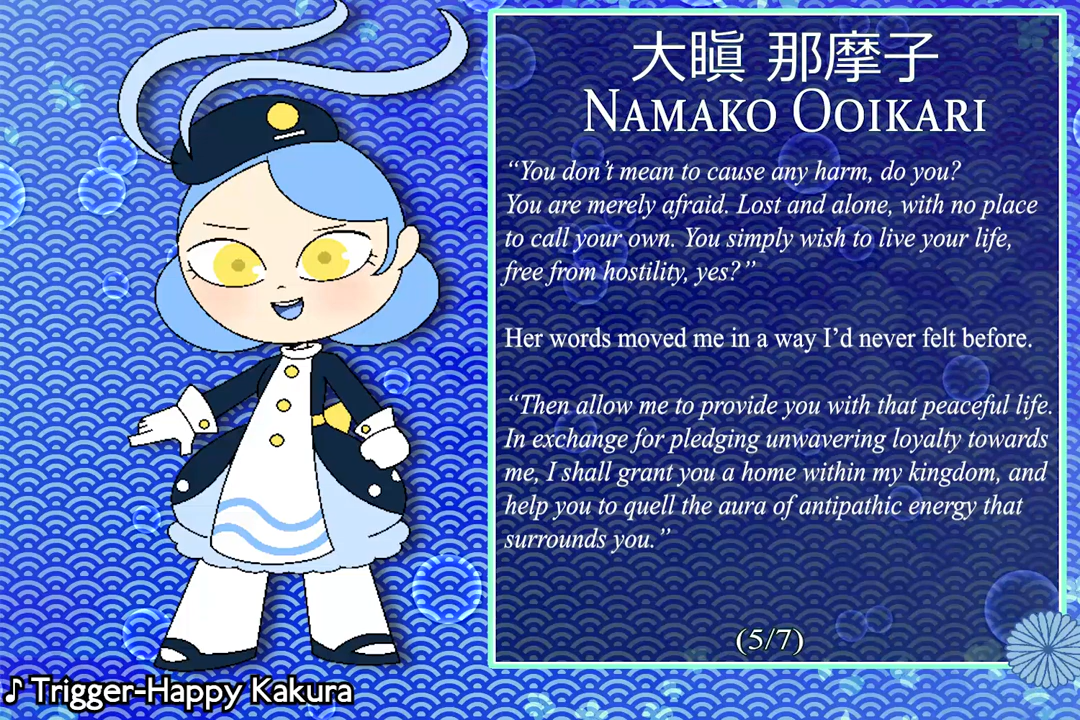 大瞋 那摩子
Namako Ooikari
“You don’t mean to cause any harm, do you?
You are merely afraid. Lost and alone, with no place
to call your own. You simply wish to live your life,
free from hostility, yes?”
Her words moved me in a way I’d never felt before.
“Then allow me to provide you with that peaceful life.
In exchange for pledging unwavering loyalty towards
me, I shall grant you a home within my kingdom, and
help you to quell the aura of antipathic energy that
surrounds you.”
(5/7)
♪ Trigger-Happy Kakura